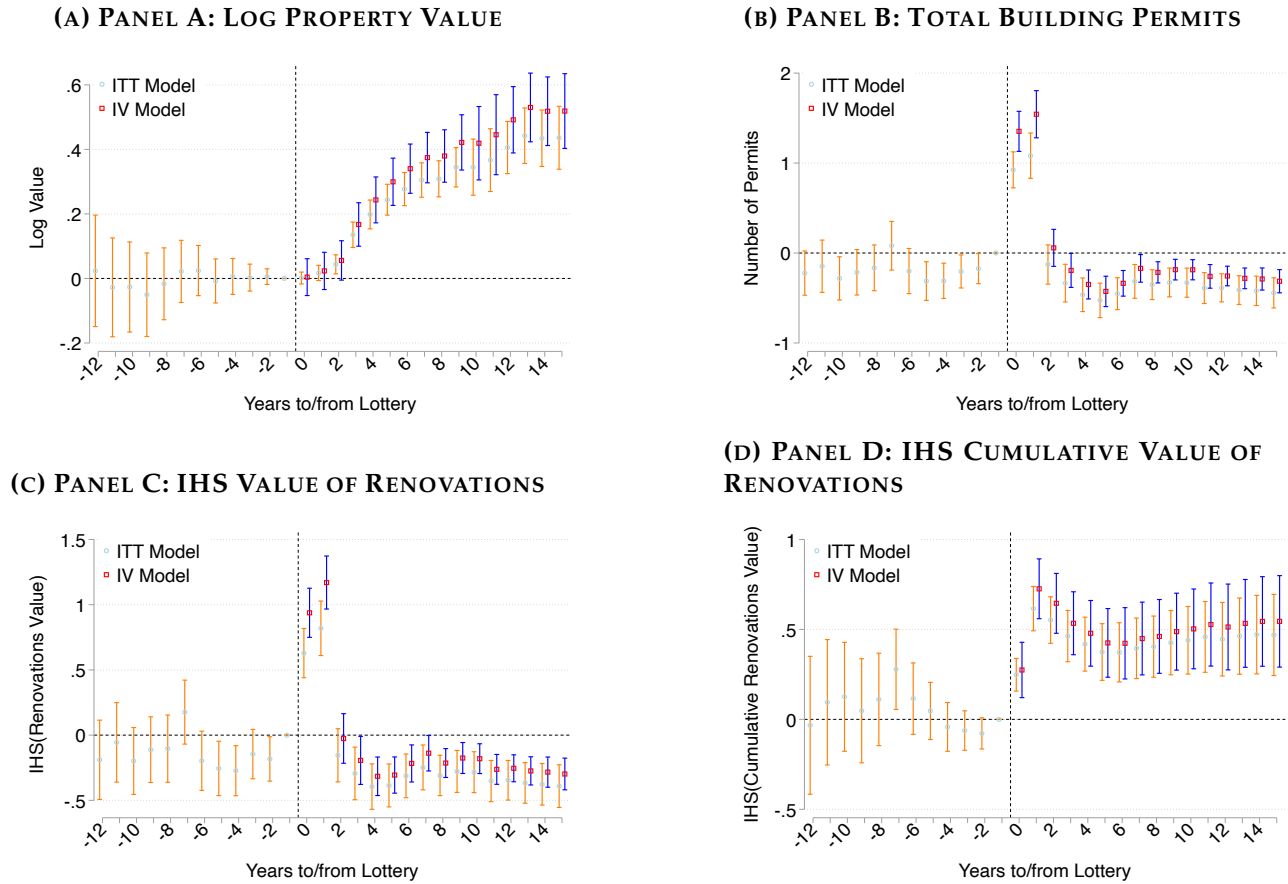 (A) PANEL A: LOG PROPERTY VALUE
ITT Model
IV Model
.6
.4
.2
0
-.2
Log Value
-12 -10 -8 -6 -4 -2 0 2 4 6 8 10 12 14
Years to/from Lottery
(B) PANEL B: TOTAL BUILDING PERMITS
ITT Model
IV Model
2
1
0
-1
Number of Permits
-12 -10 -8 -6 -4 -2 0 2 4 6 8 10 12 14
Years to/from Lottery
(C) PANEL C: IHS VALUE OF RENOVATIONS
ITT Model
IV Model
1.5
1
.5
0
-.5
IHS(Renovations Value)
-12 -10 -8 -6 -4 -2 0 2 4 6 8 10 12 14
Years to/from Lottery
(D) PANEL D: IHS CUMULATIVE VALUE OF
RENOVATIONS
ITT Model
IV Model
1
.5
0
-.5
IHS(Cumulative Renovations Value)
-12 -10 -8 -6 -4 -2 0 2 4 6 8 10 12 14
Years to/from Lottery